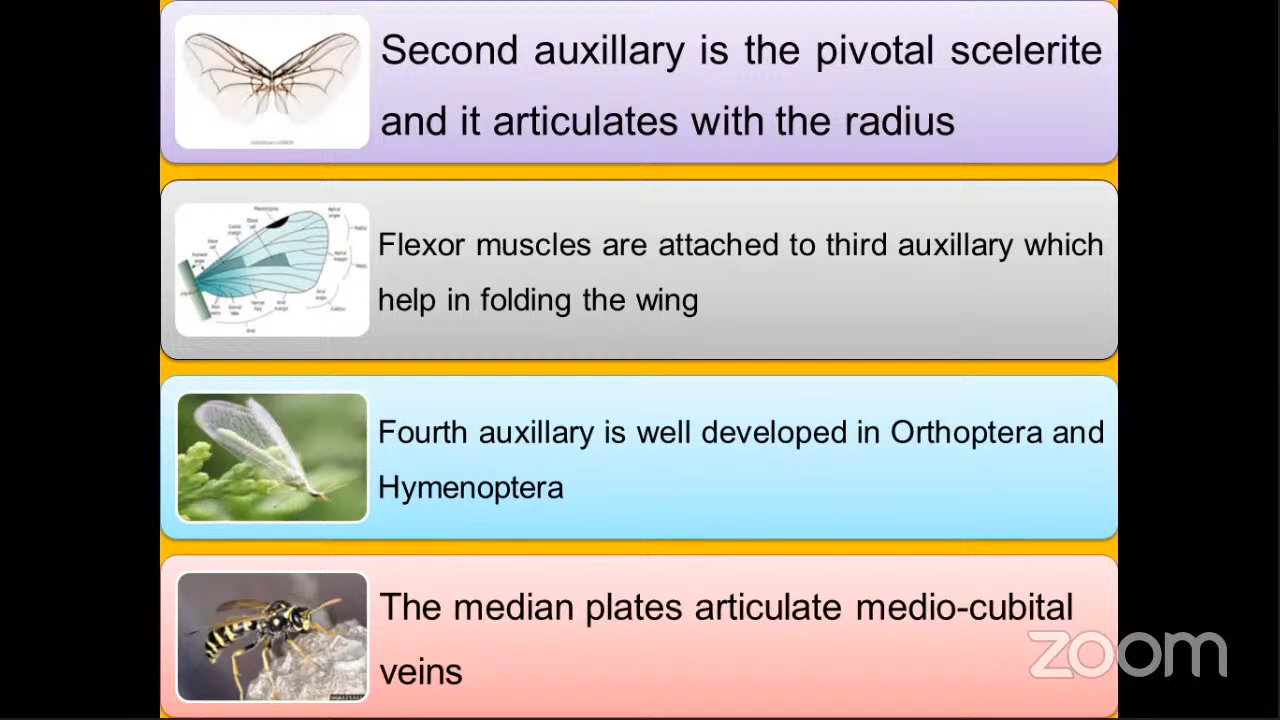 Second auxillary is the pivotal scelerite
and it articulates with the radius
Flexor muscles are attached to third auxillary which
help in folding the wing
Fourth auxillary is well developed in Orthoptera and
Hymenoptera
The median plates articulate medio-cubital
veins
zoom